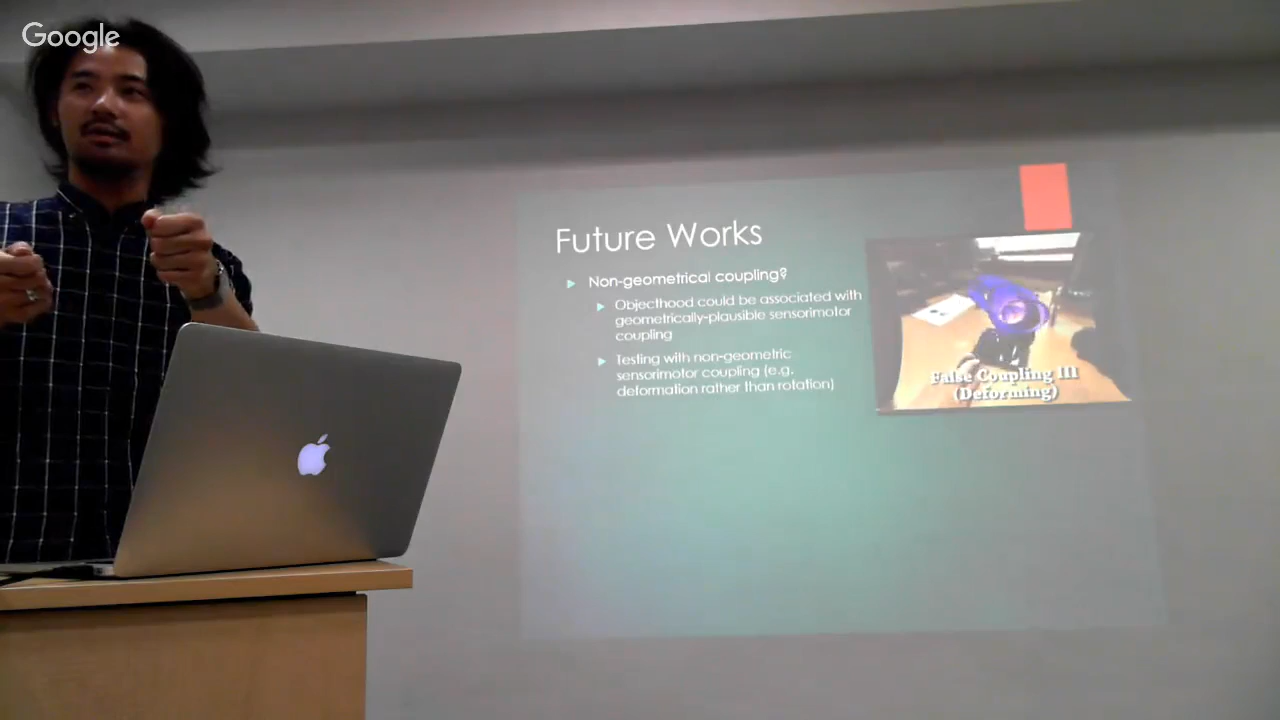 Google
Future Works
Non-geometrical coupling?
Objecthood could be associated with
geometrically-plausible sensorimotor
coupling
Testing with non-geometric
sensorimotor coupling (e.g.
deformation rather than rotation)
False Coupling III
(Deforming)